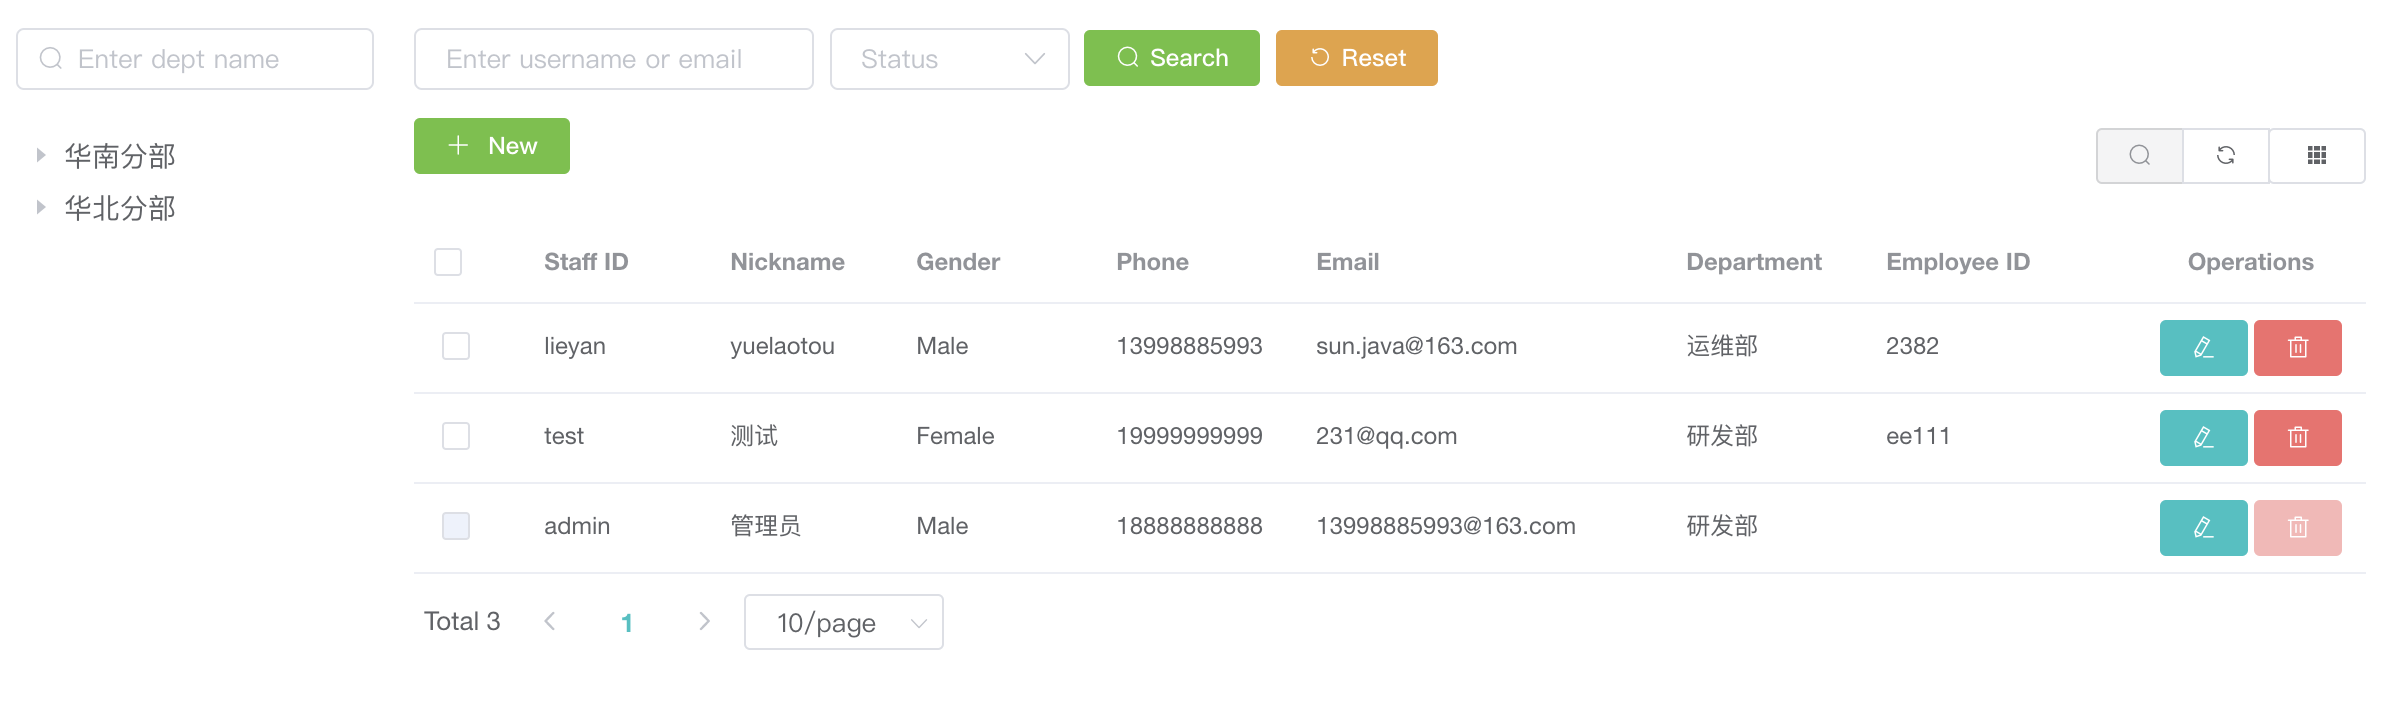 Enter dept name
Enter username or email
Status
Search
Reset
华南分部
华北分部
New
Staff ID Nickname Gender Phone Email Department Employee ID Operations
lieyan yuelaotou Male 13998885993 sun.java@163.com 运维部 2382
test 测试 Female 19999999999 231@qq.com 研发部 ee111
admin 管理员 Male 18888888888 13998885993@163.com 研发部
Total 3 1 10/page